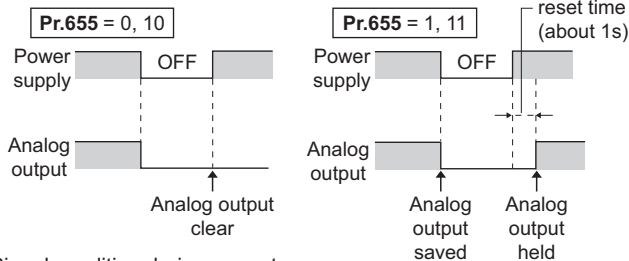 Pr.655 = 0, 10
Power supply
OFF
Analog output
Analog output clear
Pr.655 = 1, 11
reset time (about 1s)
Power supply
OFF
Analog output
Analog output saved
Analog output held